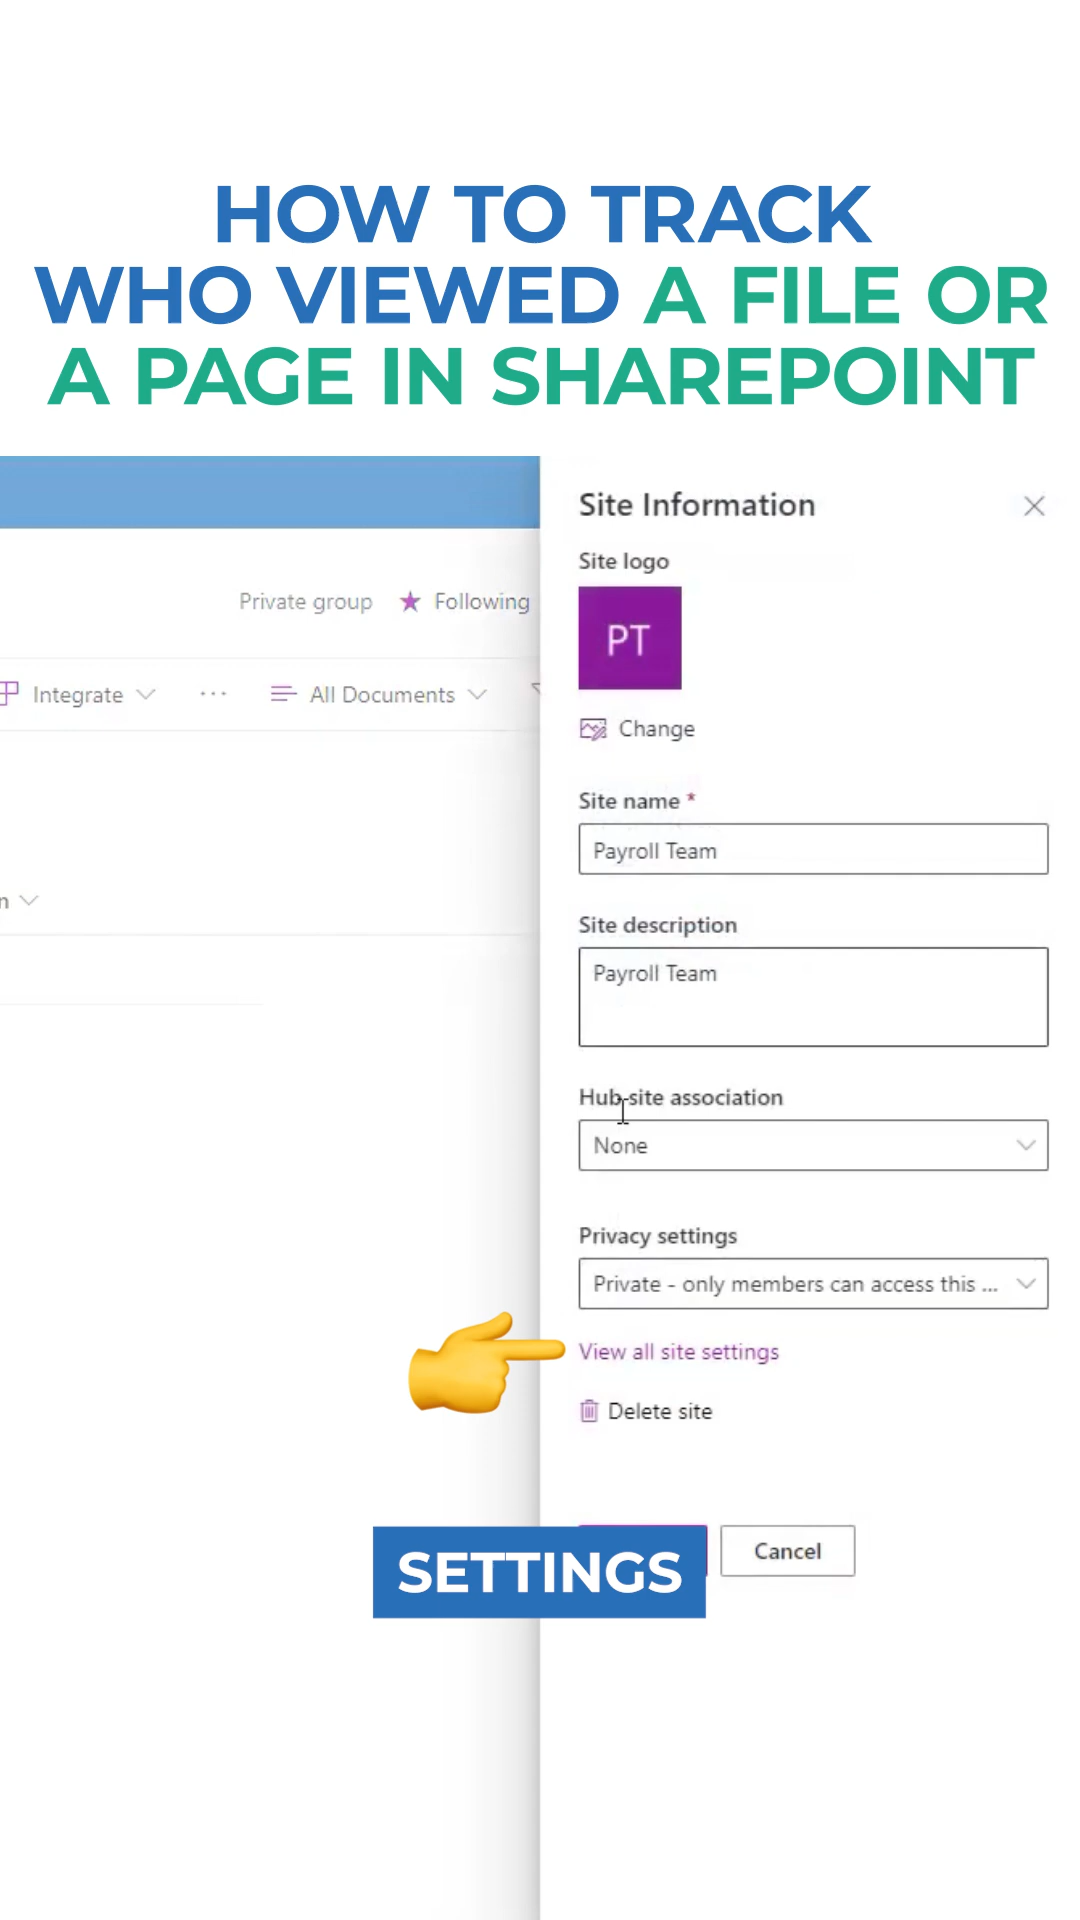 HOW TO TRACK
WHO VIEWED A FILE OR
A PAGE IN SHAREPOINT
Site Information
Site logo
Private group
Following
PT
Integrate
...
All Documents
Change
Site name *
Payroll Team
n
Site description
Payroll Team
Hub site association
None
Privacy settings
Private - only members can access this ...
View all site settings
Delete site
SETTINGS
Cancel